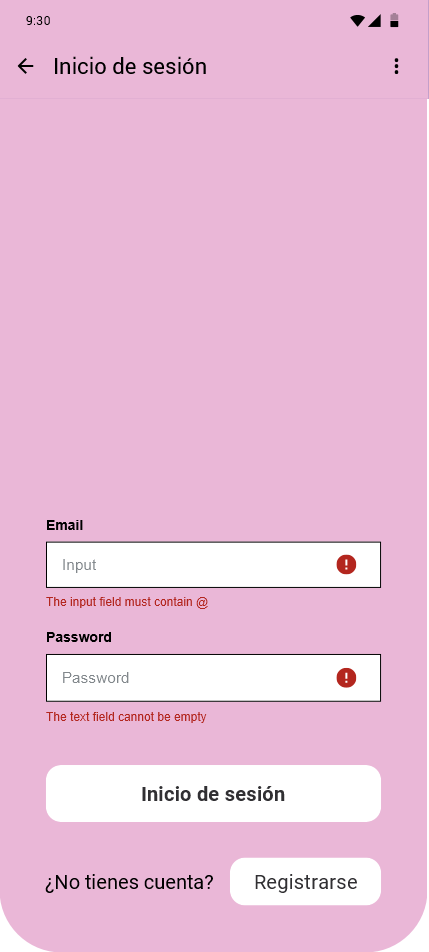 9:30
Inicio de sesión
Email
Input
The input field must contain @
Password
Password
The text field cannot be empty
Inicio de sesión
¿No tienes cuenta? Registrarse